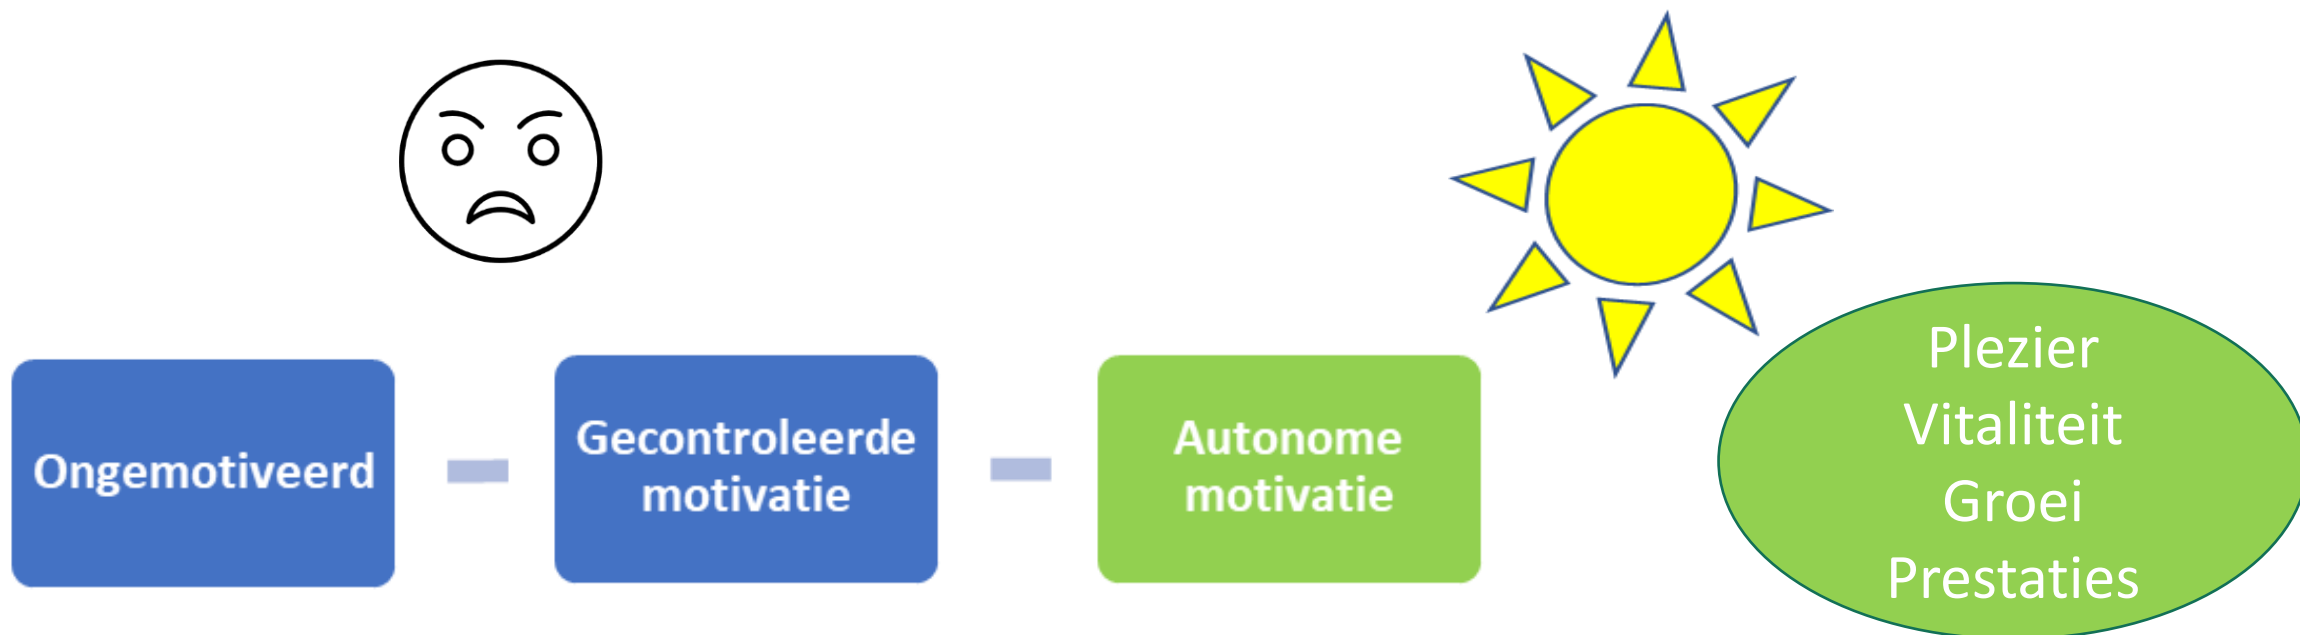 Ongemotiveerd
Gecontroleerde
motivatie
Autonome
motivatie
Plezier
Vitaliteit
Groei
Prestaties